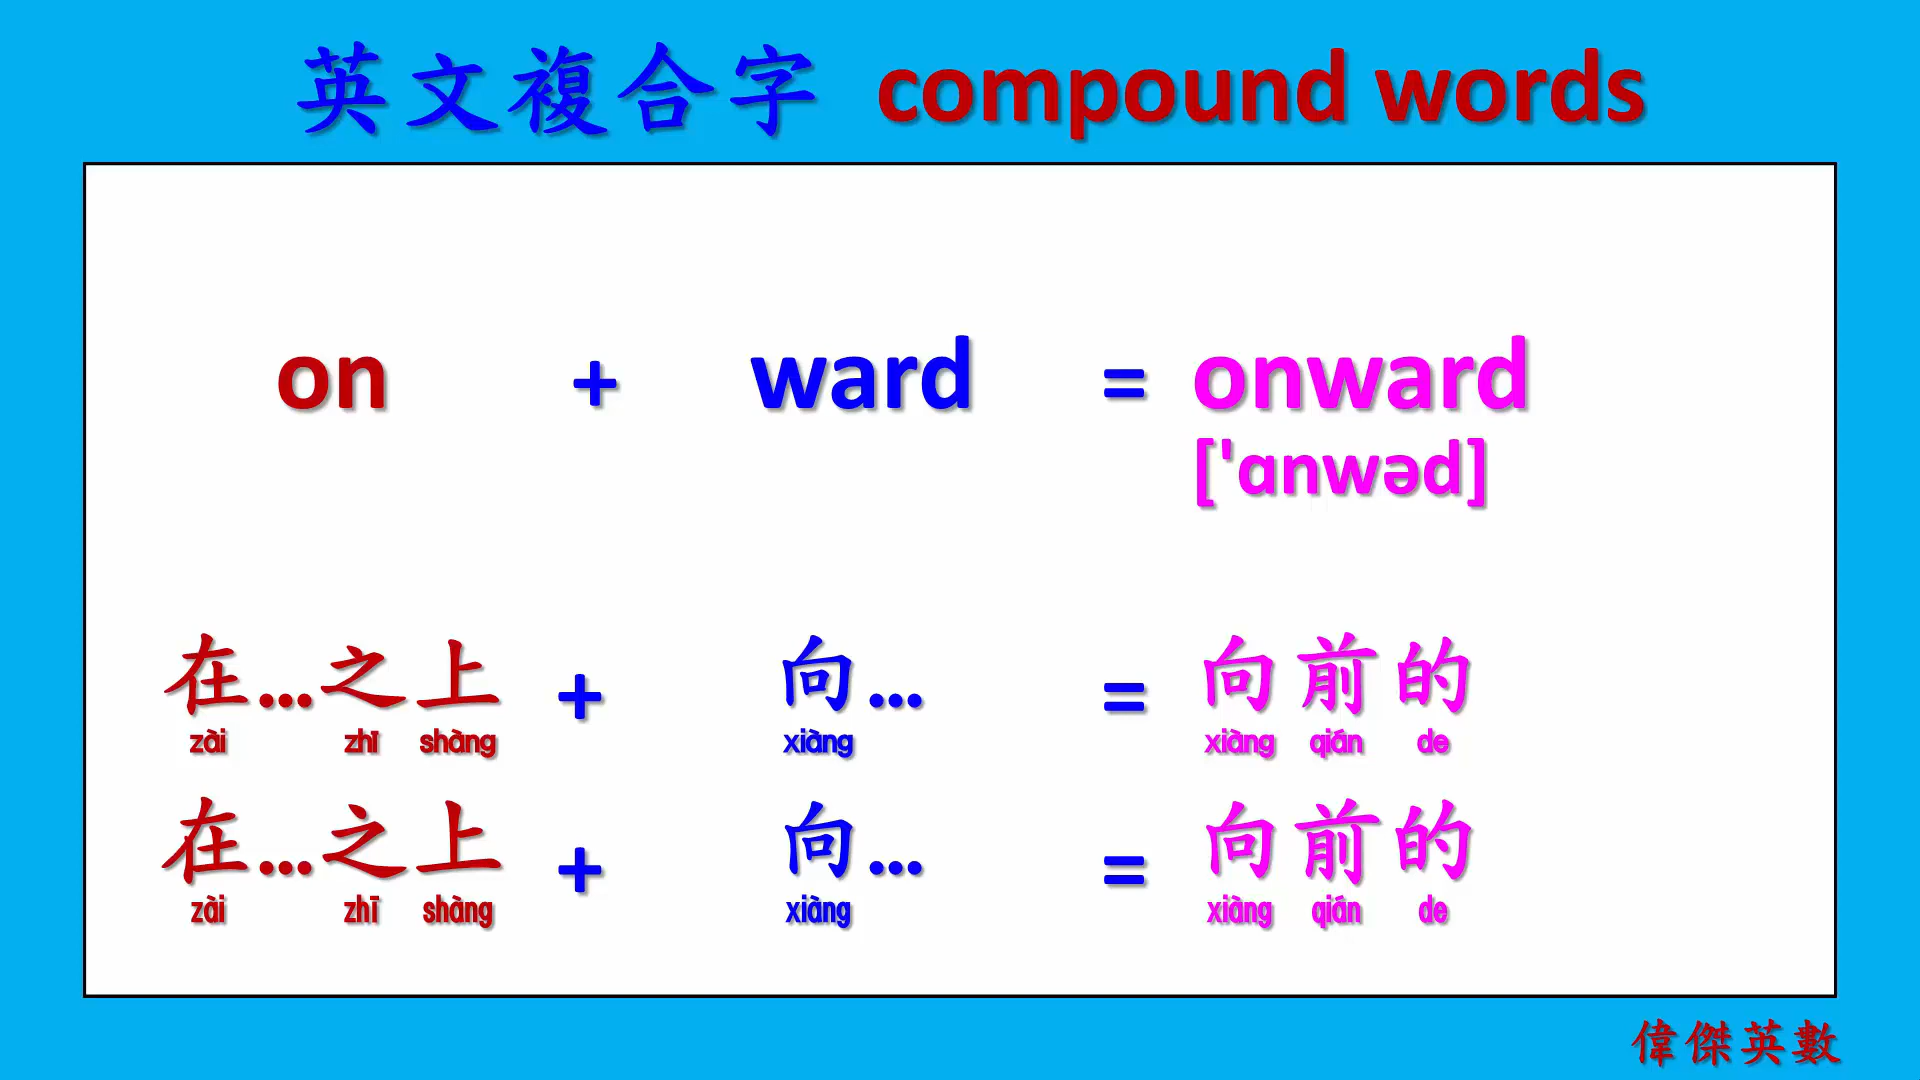 英文複合字 compound words
on + ward = onward
['ɑnwəd]
在...之上 + 向... = 向前的
zài zhī shàng xiàng xiàng qián de
在...之上 + 向... = 向前的
zài zhī shàng xiàng xiàng qián de
偉傑英數